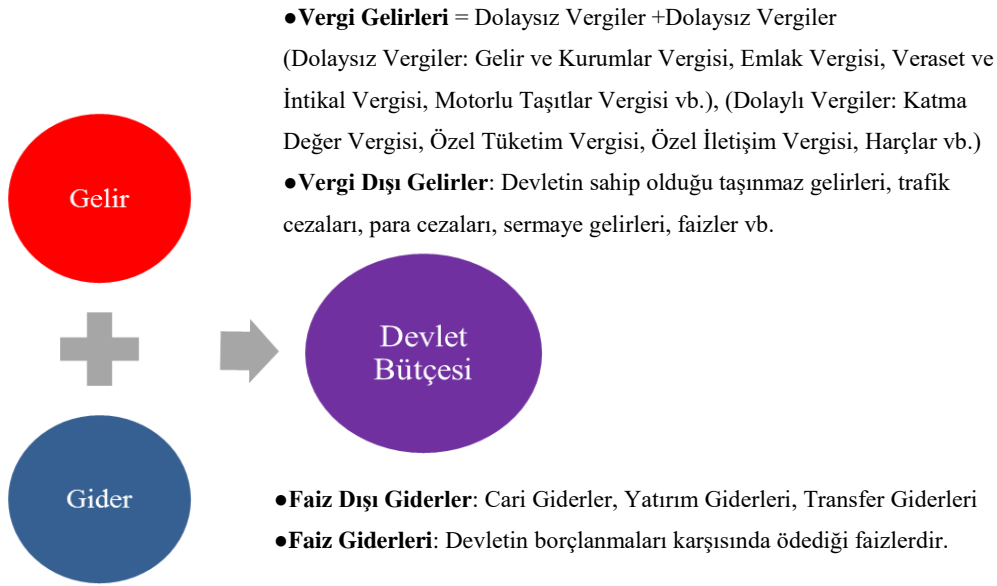 ●Vergi Gelirleri = Dolaysız Vergiler +Dolaysız Vergiler
(Dolaysız Vergiler: Gelir ve Kurumlar Vergisi, Emlak Vergisi, Veraset ve
İntikal Vergisi, Motorlu Taşıtlar Vergisi vb.), (Dolaylı Vergiler: Katma
Değer Vergisi, Özel Tüketim Vergisi, Özel İletişim Vergisi, Harçlar vb.)
●Vergi Dışı Gelirler: Devletin sahip olduğu taşınmaz gelirleri, trafik
cezaları, para cezaları, sermaye gelirleri, faizler vb.
Gelir
Devlet
Bütçesi
Gider
●Faiz Dışı Giderler: Cari Giderler, Yatırım Giderleri, Transfer Giderleri
●Faiz Giderleri: Devletin borçlanmaları karşısında ödediği faizlerdir.